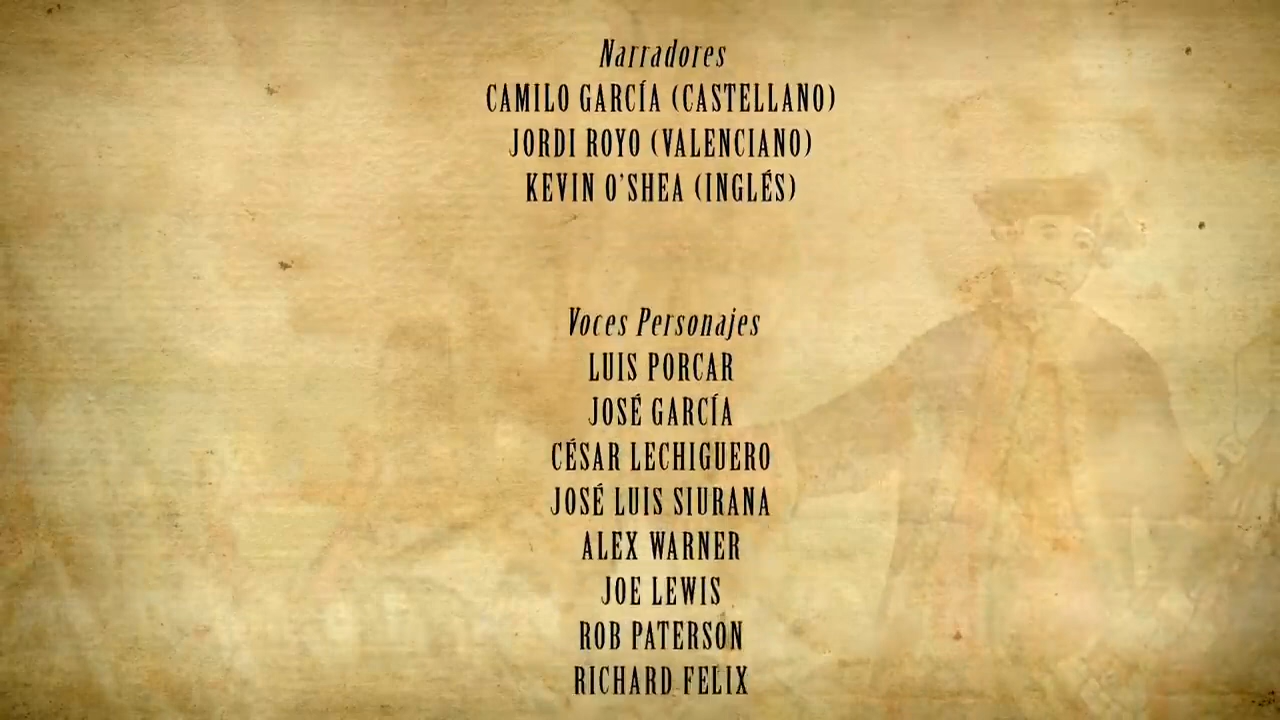 Narradores
CAMILO GARCÍA (CASTELLANO)
JORDI ROYO (VALENCIANO)
KEVIN O'SHEA (INGLÉS)
Voces Personajes
LUIS PORCAR
JOSÉ GARCÍA
CÉSAR LECHIGUERO
JOSÉ LUIS SIURANA
ALEX WARNER
JOE LEWIS
ROB PATERSON
RICHARD FELIX